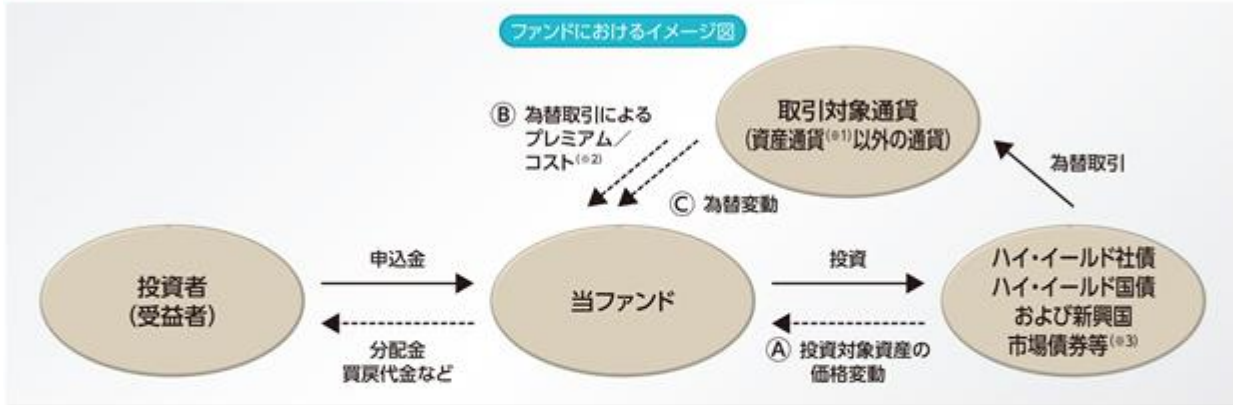 ファンドにおけるイメージ図
Ⓑ 為替取引による
プレミアム／
コスト(※2)
取引対象通貨
(資産通貨(※1)以外の通貨)
為替取引
Ⓒ 為替変動
投資者
(受益者)
申込金
分配金
買戻代金など
当ファンド
投資
Ⓐ 投資対象資産の
価格変動
ハイ・イールド社債
ハイ・イールド国債
および新興国
市場債券等(※3)